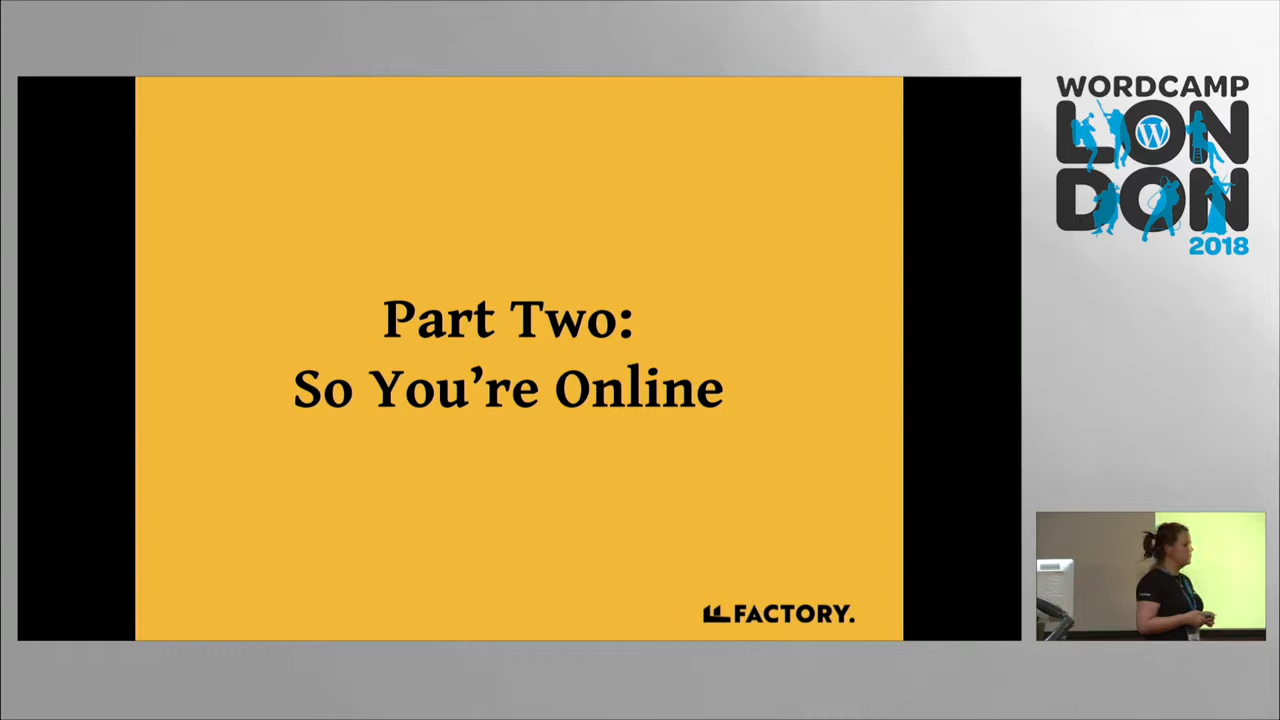 Part Two:
So You’re Online
FACTORY.
WORDCAMP
LON
DON
2018